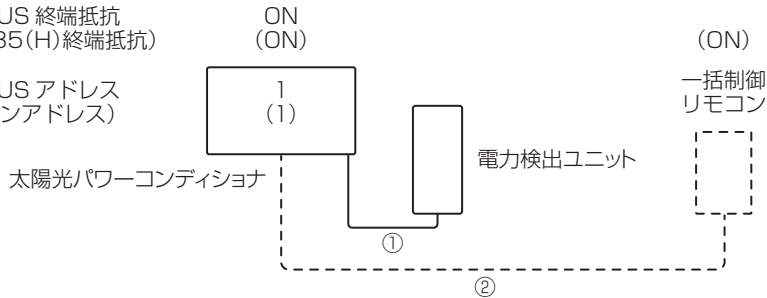 US 終端抵抗
ON
85(H)終端抵抗)
(ON)
(ON)
US アドレス
ンアドレス)
1
(1)
一括制御
リモコン
電力検出ユニット
太陽光パワーコンディショナ
①
②